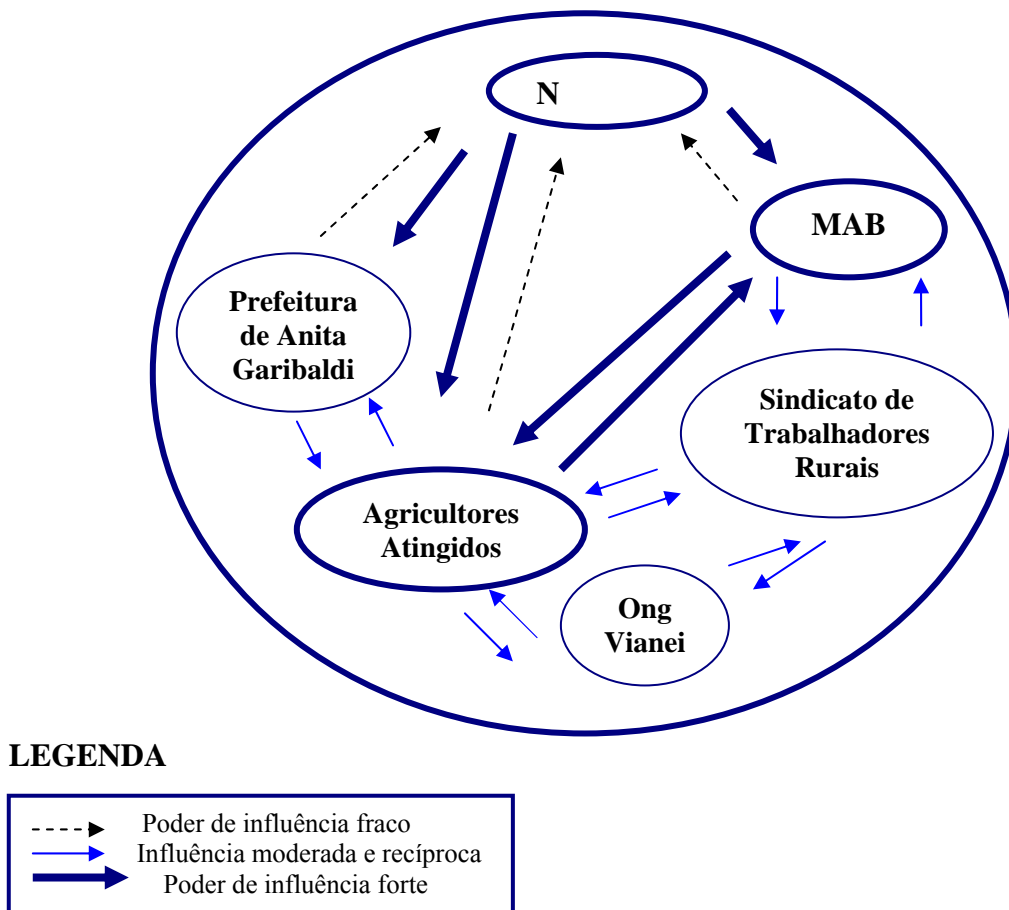 N
MAB
Prefeitura
de Anita
Garibaldi
Sindicato de
Trabalhadores
Rurais
Agricultores
Atingidos
Ong
Vianei
LEGENDA
Poder de influência fraco
Influência moderada e recíproca
Poder de influência forte